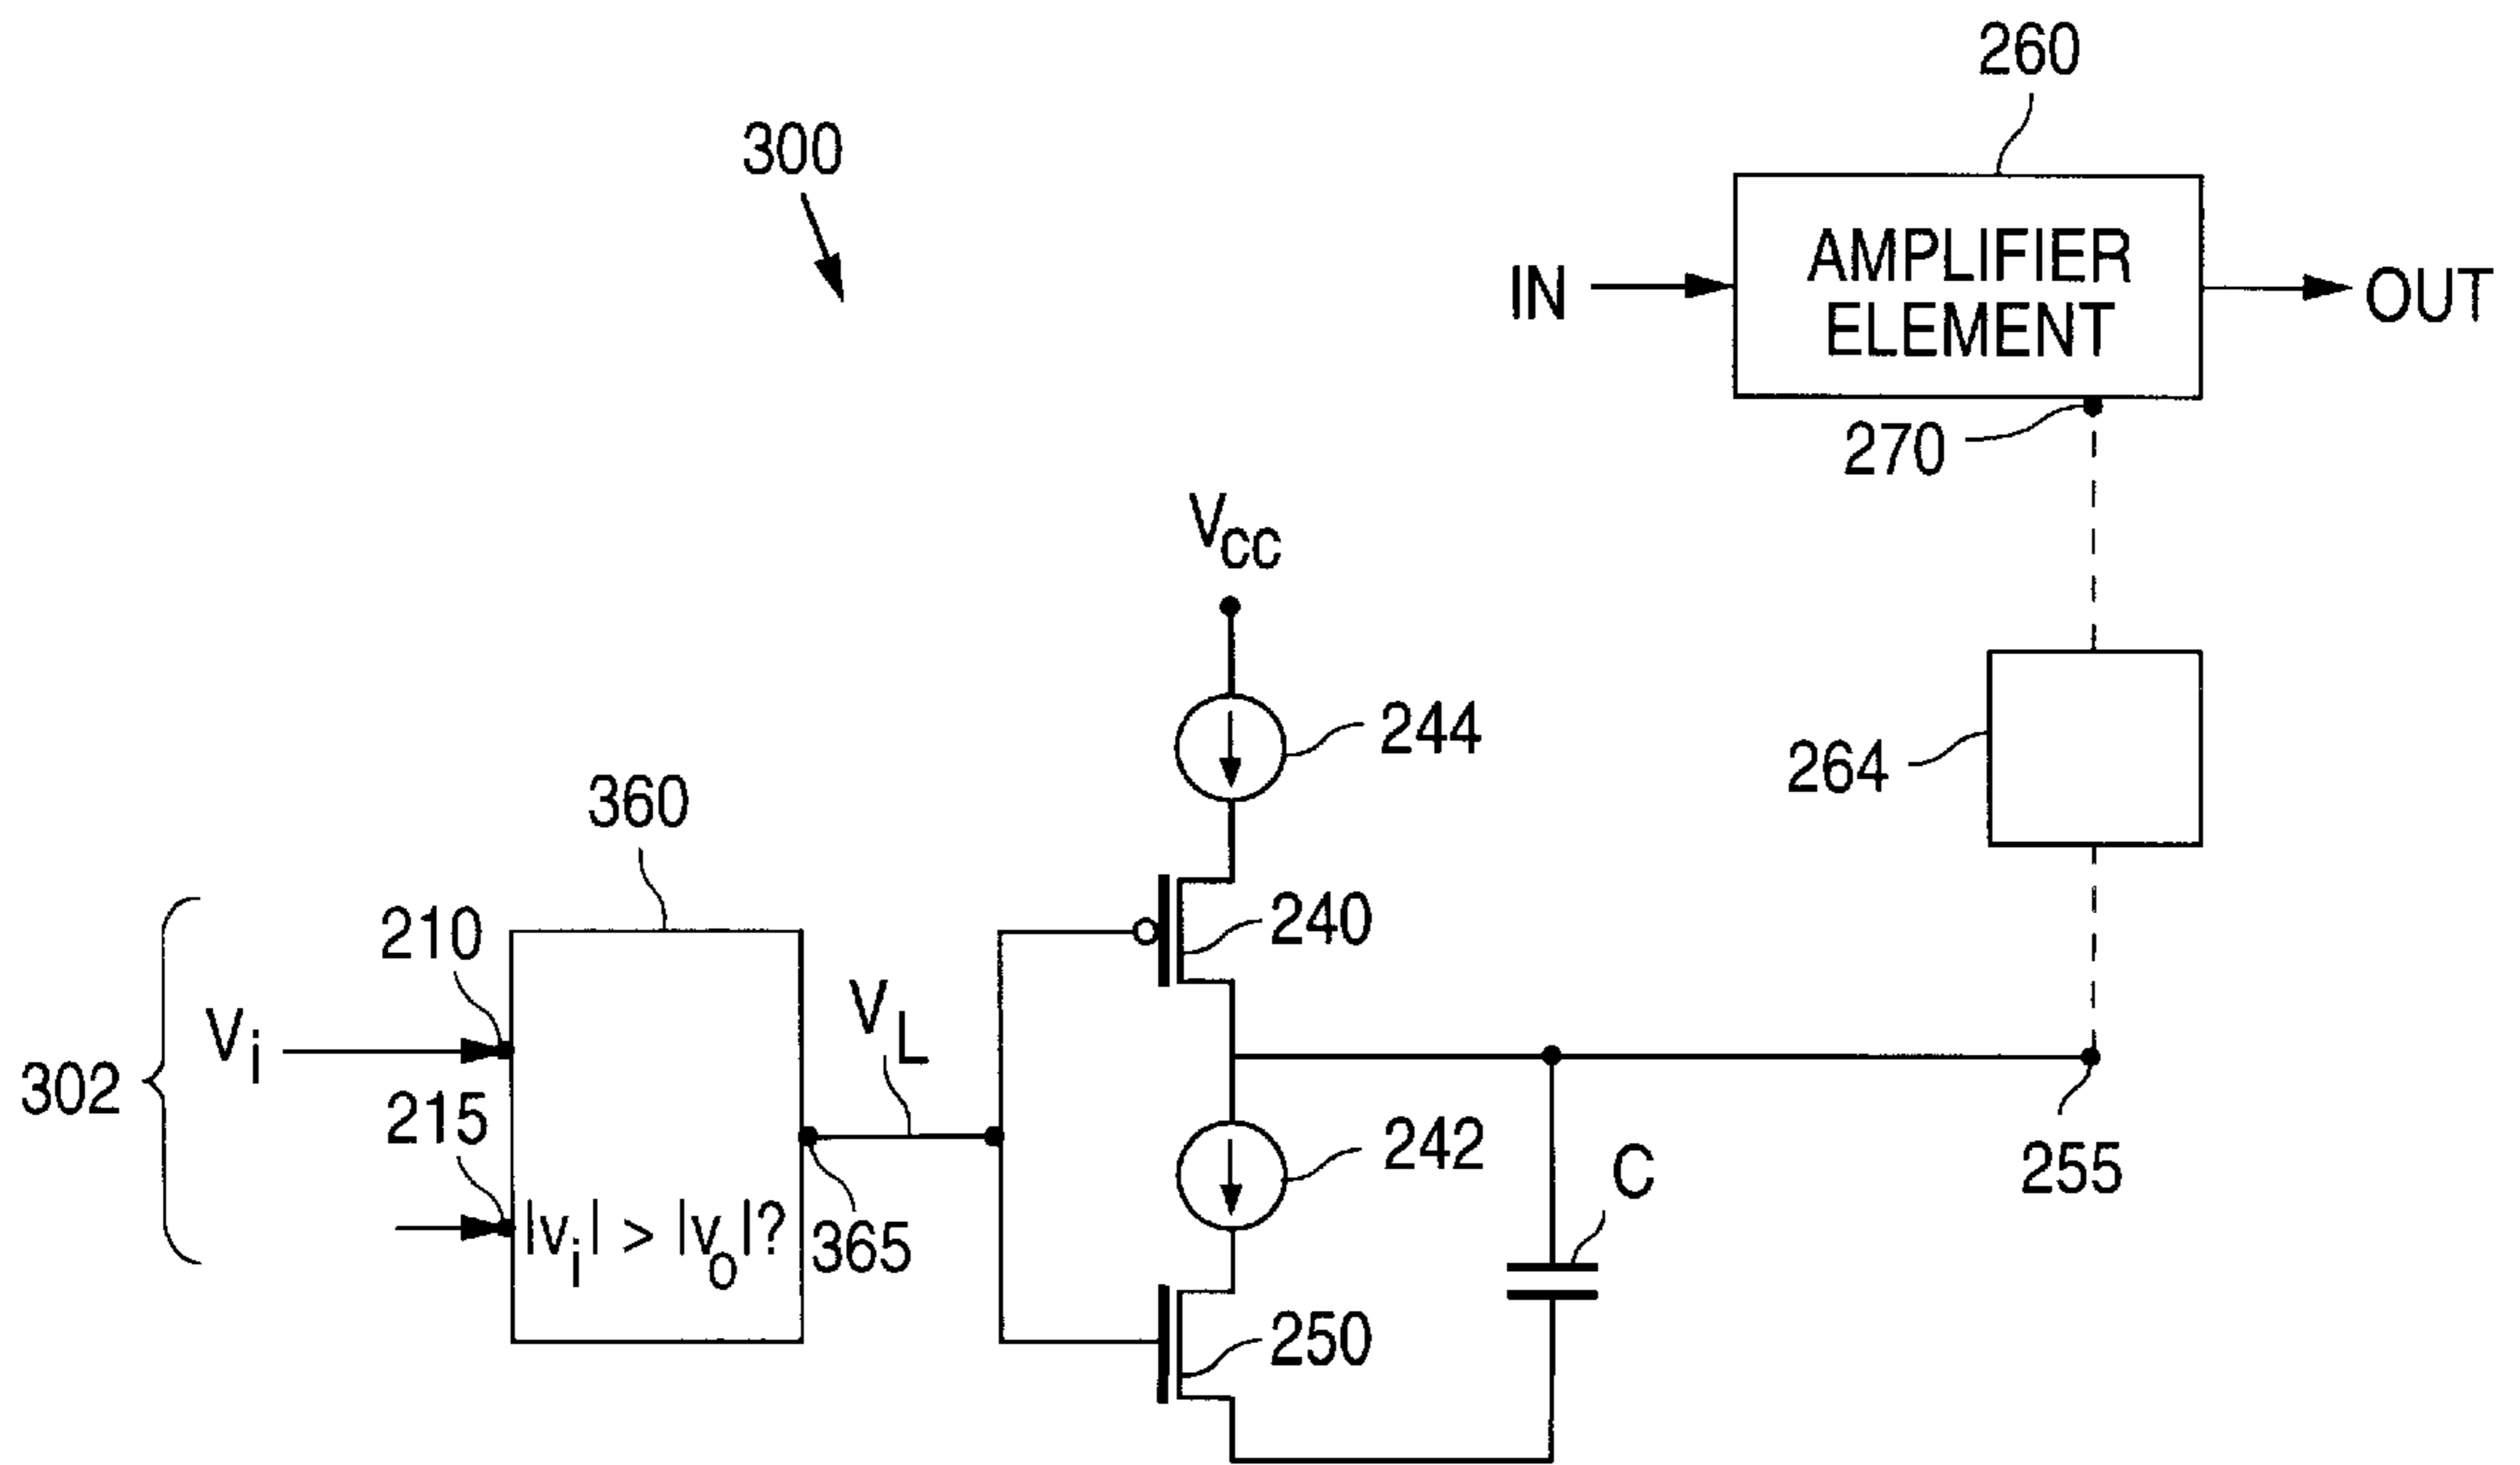 260
300
AMPLIFIER
ELEMENT
IN
OUT
270
VCC
244
264
360
240
210
Vi
VL
302
215
242
C
255
|vi| > |vo|?
365
250